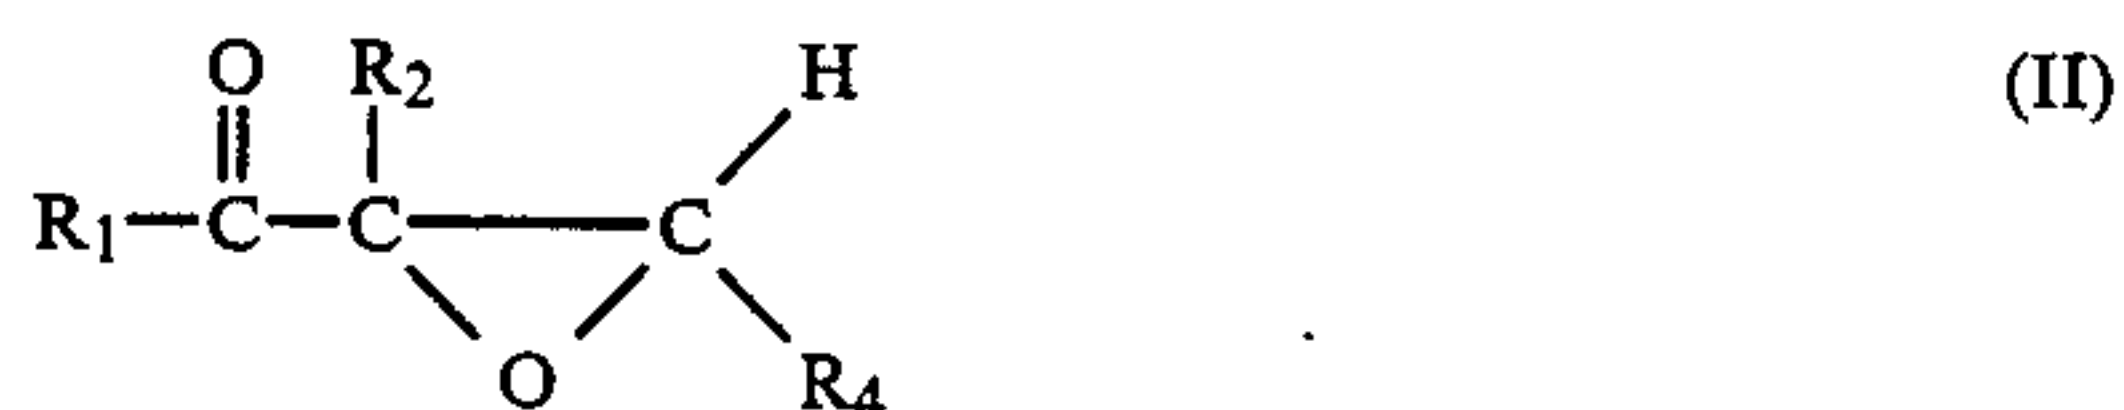 O R₂ H (II)
R₁—C—C—C
O R₄